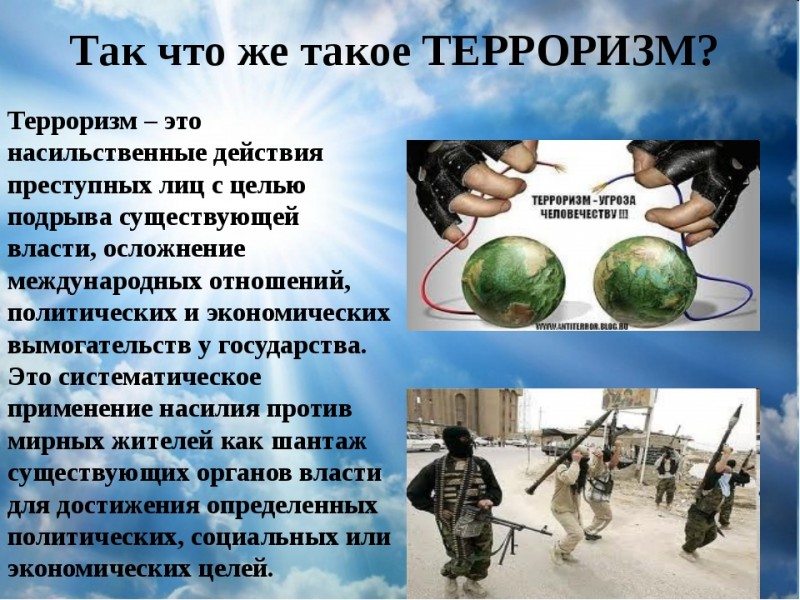 Так что же такое ТЕРРОРИЗМ?
Терроризм – это
насильственные действия
преступных лиц с целью
подрыва существующей
власти, осложнение
международных отношений,
политических и экономических
вымогательств у государства.
Это систематическое
применение насилия против
мирных жителей как шантаж
существующих органов власти
для достижения определенных
политических, социальных или
экономических целей.
ТЕРРОРИЗМ - УГРОЗА
ЧЕЛОВЕЧЕСТВУ !!!
WWW.ANTITERROR.BLOG.RU